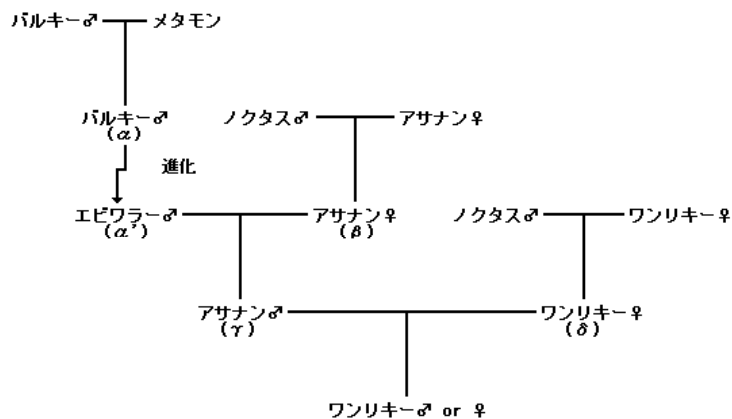 バルキー♂ メタモン
バルキー♂ ノクタス♂ アサナン♀
(α)
進化
エビワラー♂ アサナン♀ ノクタス♂ ワンリキー♀
(α') (β)
アサナン♂ ワンリキー♀
(γ) (δ)
ワンリキー♂ or ♀